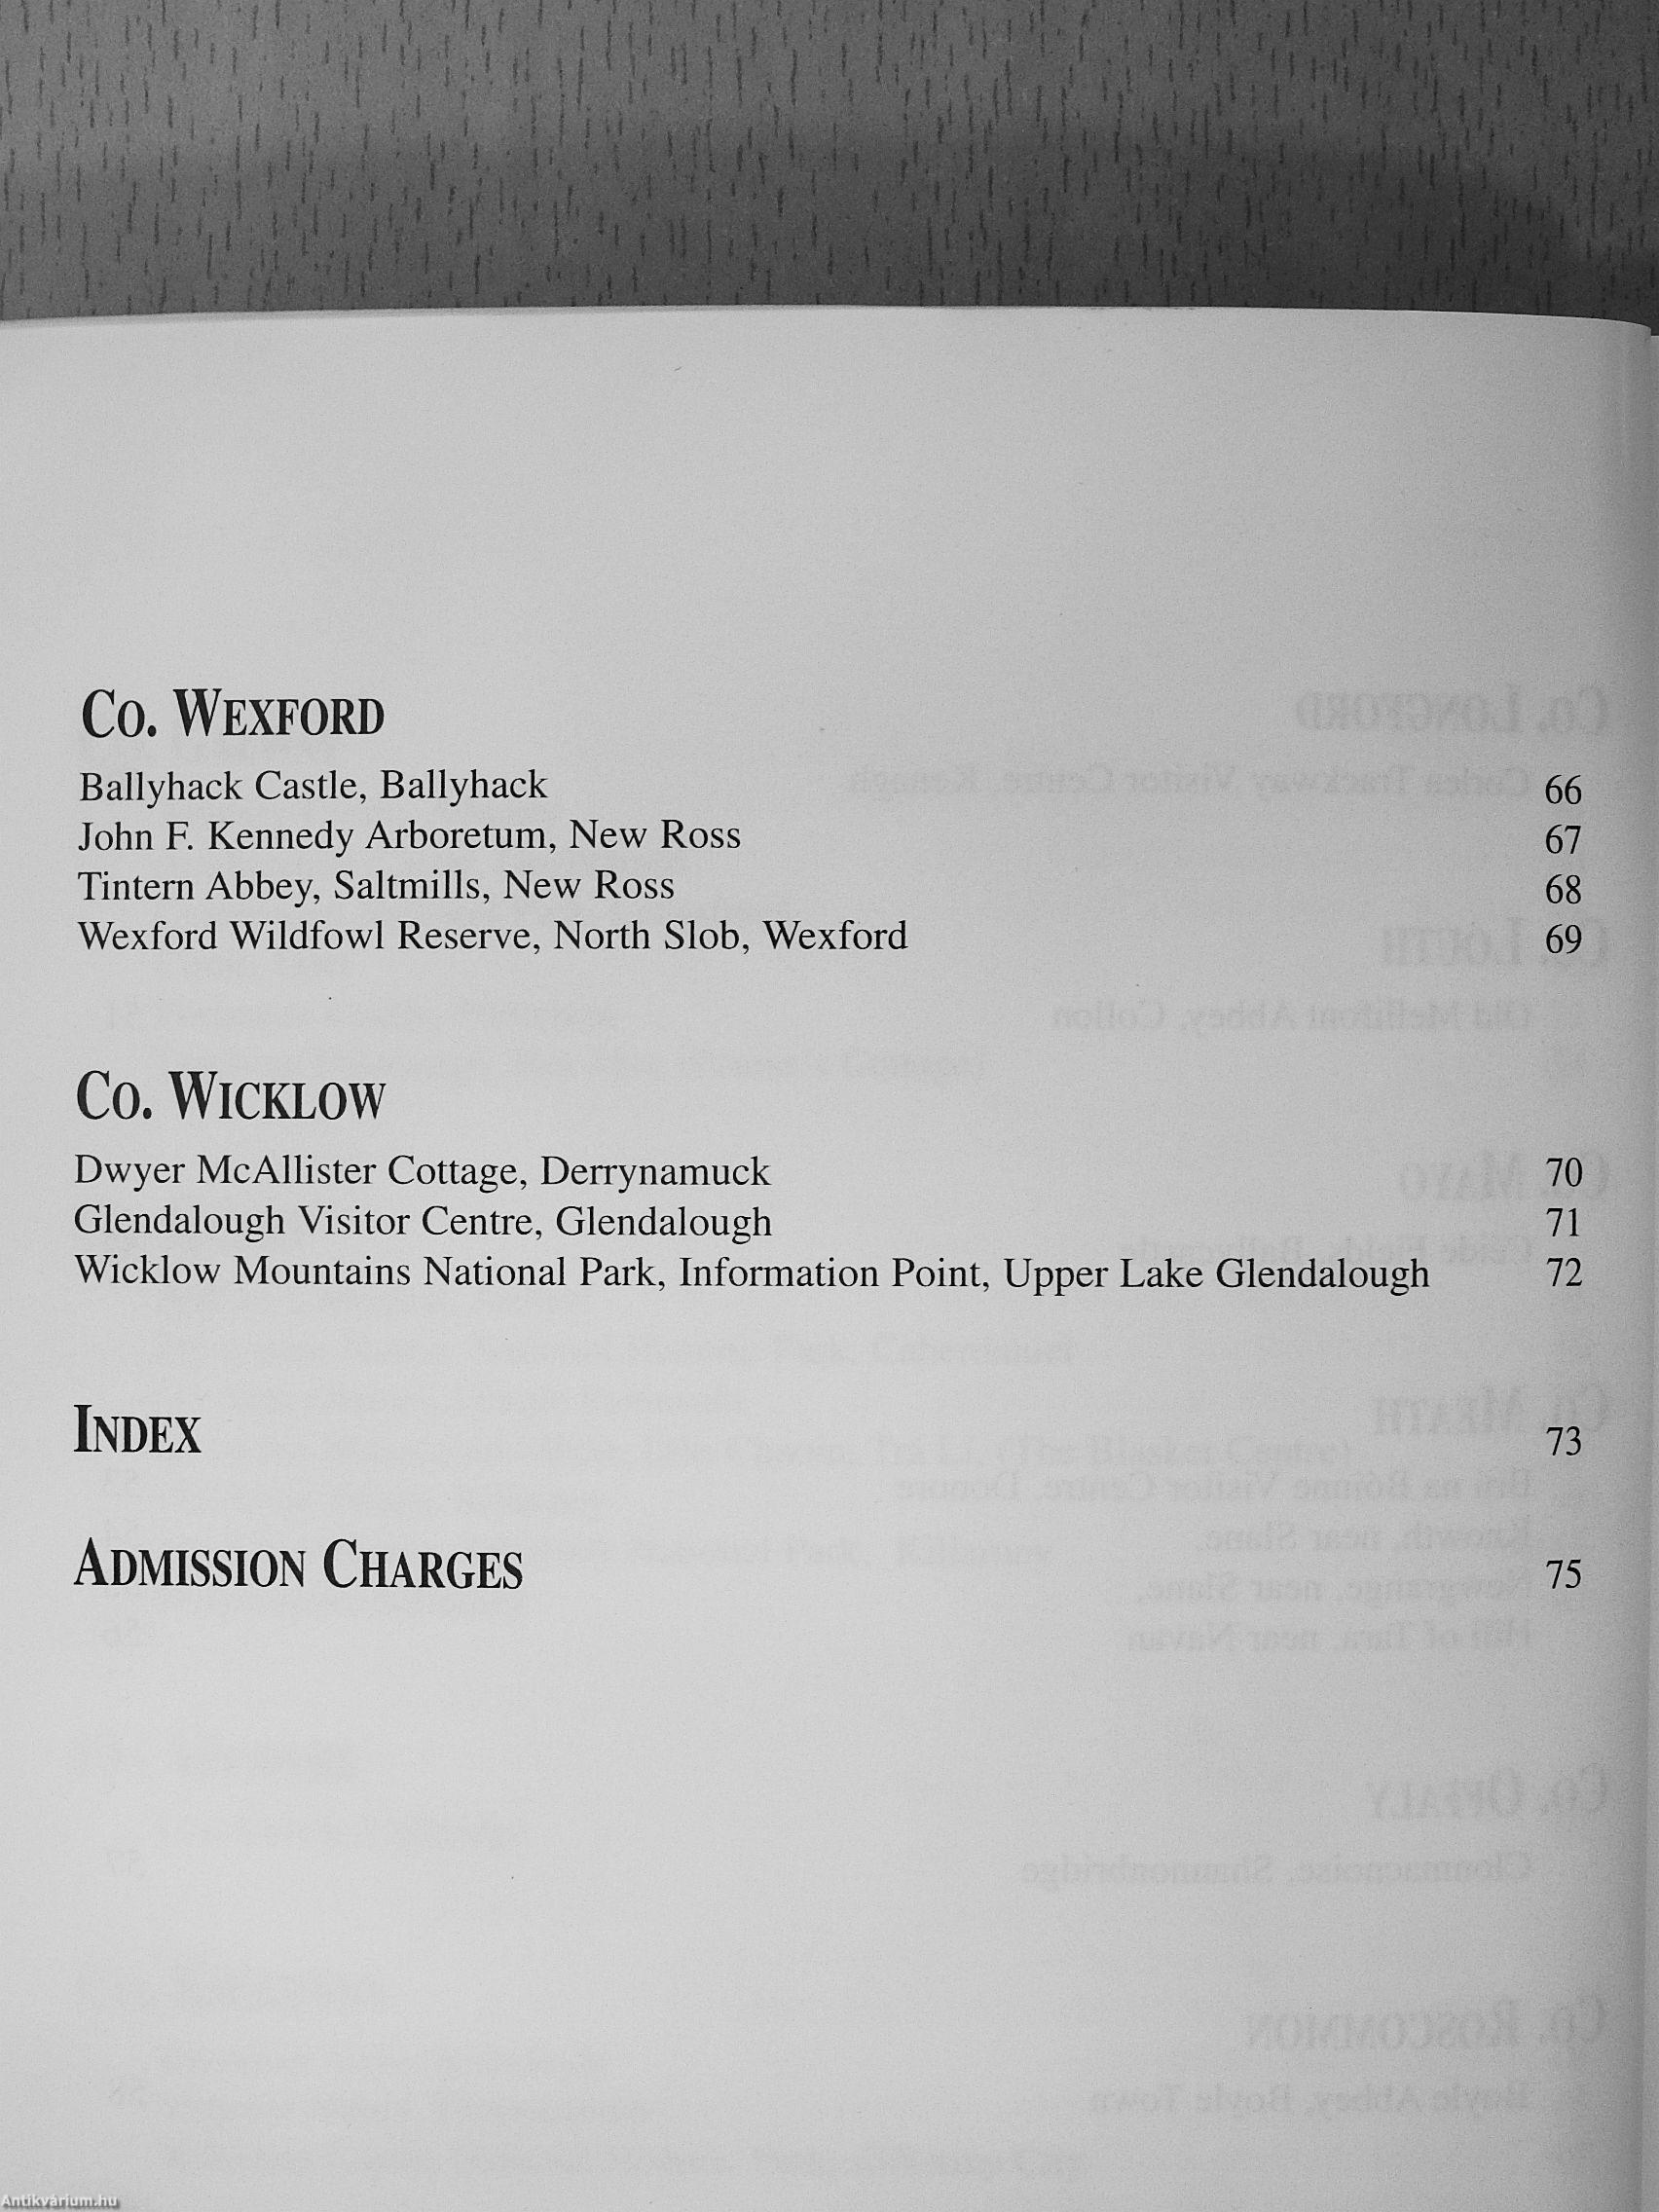 Co. Wexford
Ballyhack Castle, Ballyhack 66
John F. Kennedy Arboretum, New Ross 67
Tintern Abbey, Saltmills, New Ross 68
Wexford Wildfowl Reserve, North Slob, Wexford 69
Co. Wicklow
Dwyer McAllister Cottage, Derrynamuck 70
Glendalough Visitor Centre, Glendalough 71
Wicklow Mountains National Park, Information Point, Upper Lake Glendalough 72
Index 73
Admission Charges 75
Antikvárium.hu